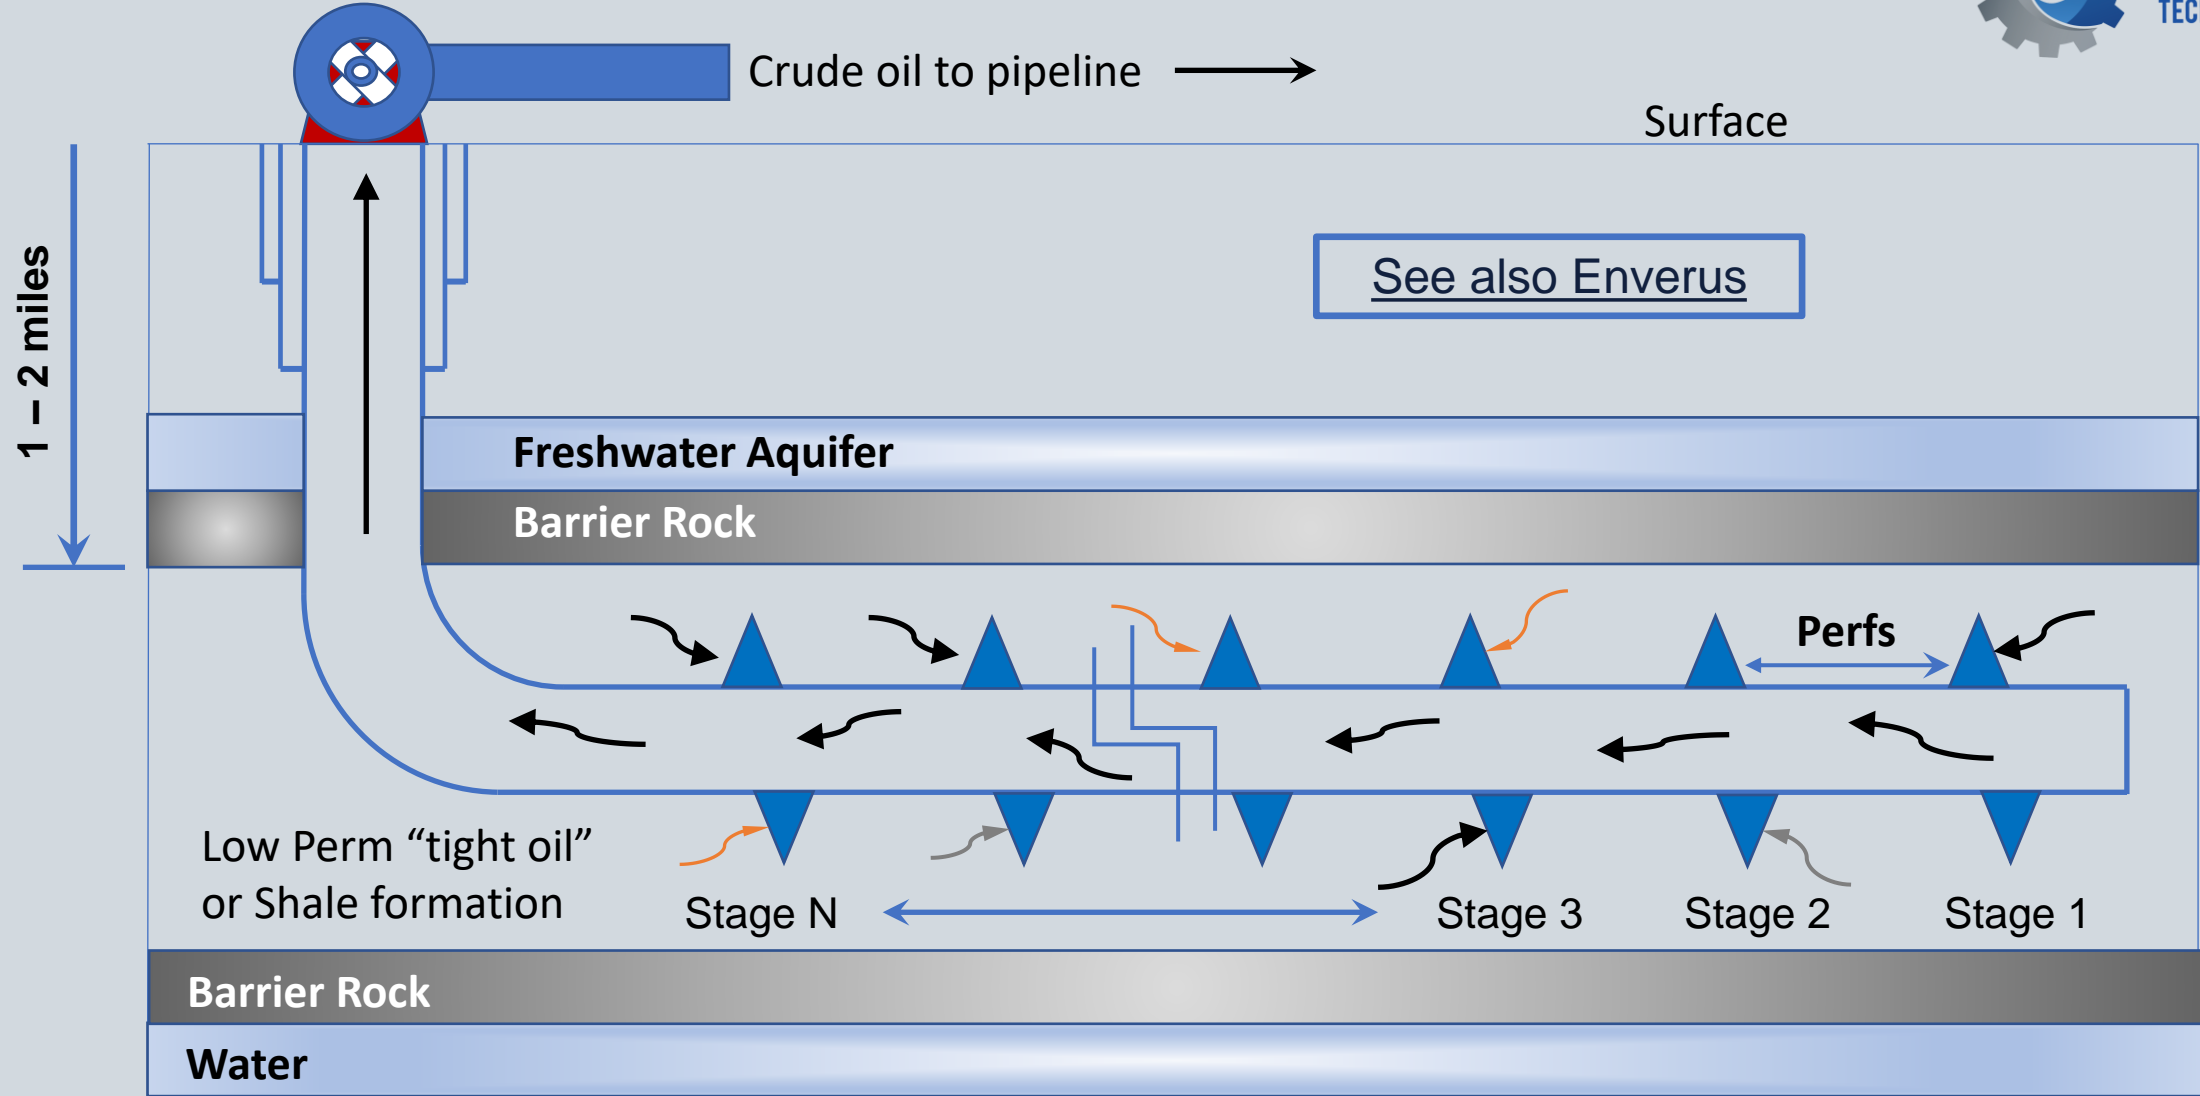 TEC
Crude oil to pipeline
Surface
1 – 2 miles
See also Enverus
Freshwater Aquifer
Barrier Rock
Perfs
Low Perm “tight oil”
or Shale formation
Stage N
Stage 3
Stage 2
Stage 1
Barrier Rock
Water